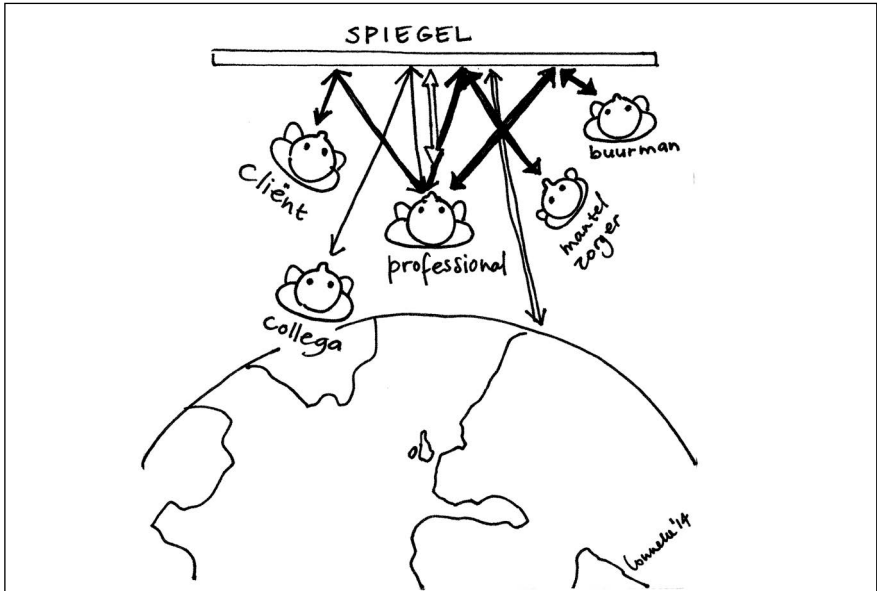 SPIEGEL
buurman
cliënt
mantel
zorger
professional
collega
Lonneke '14